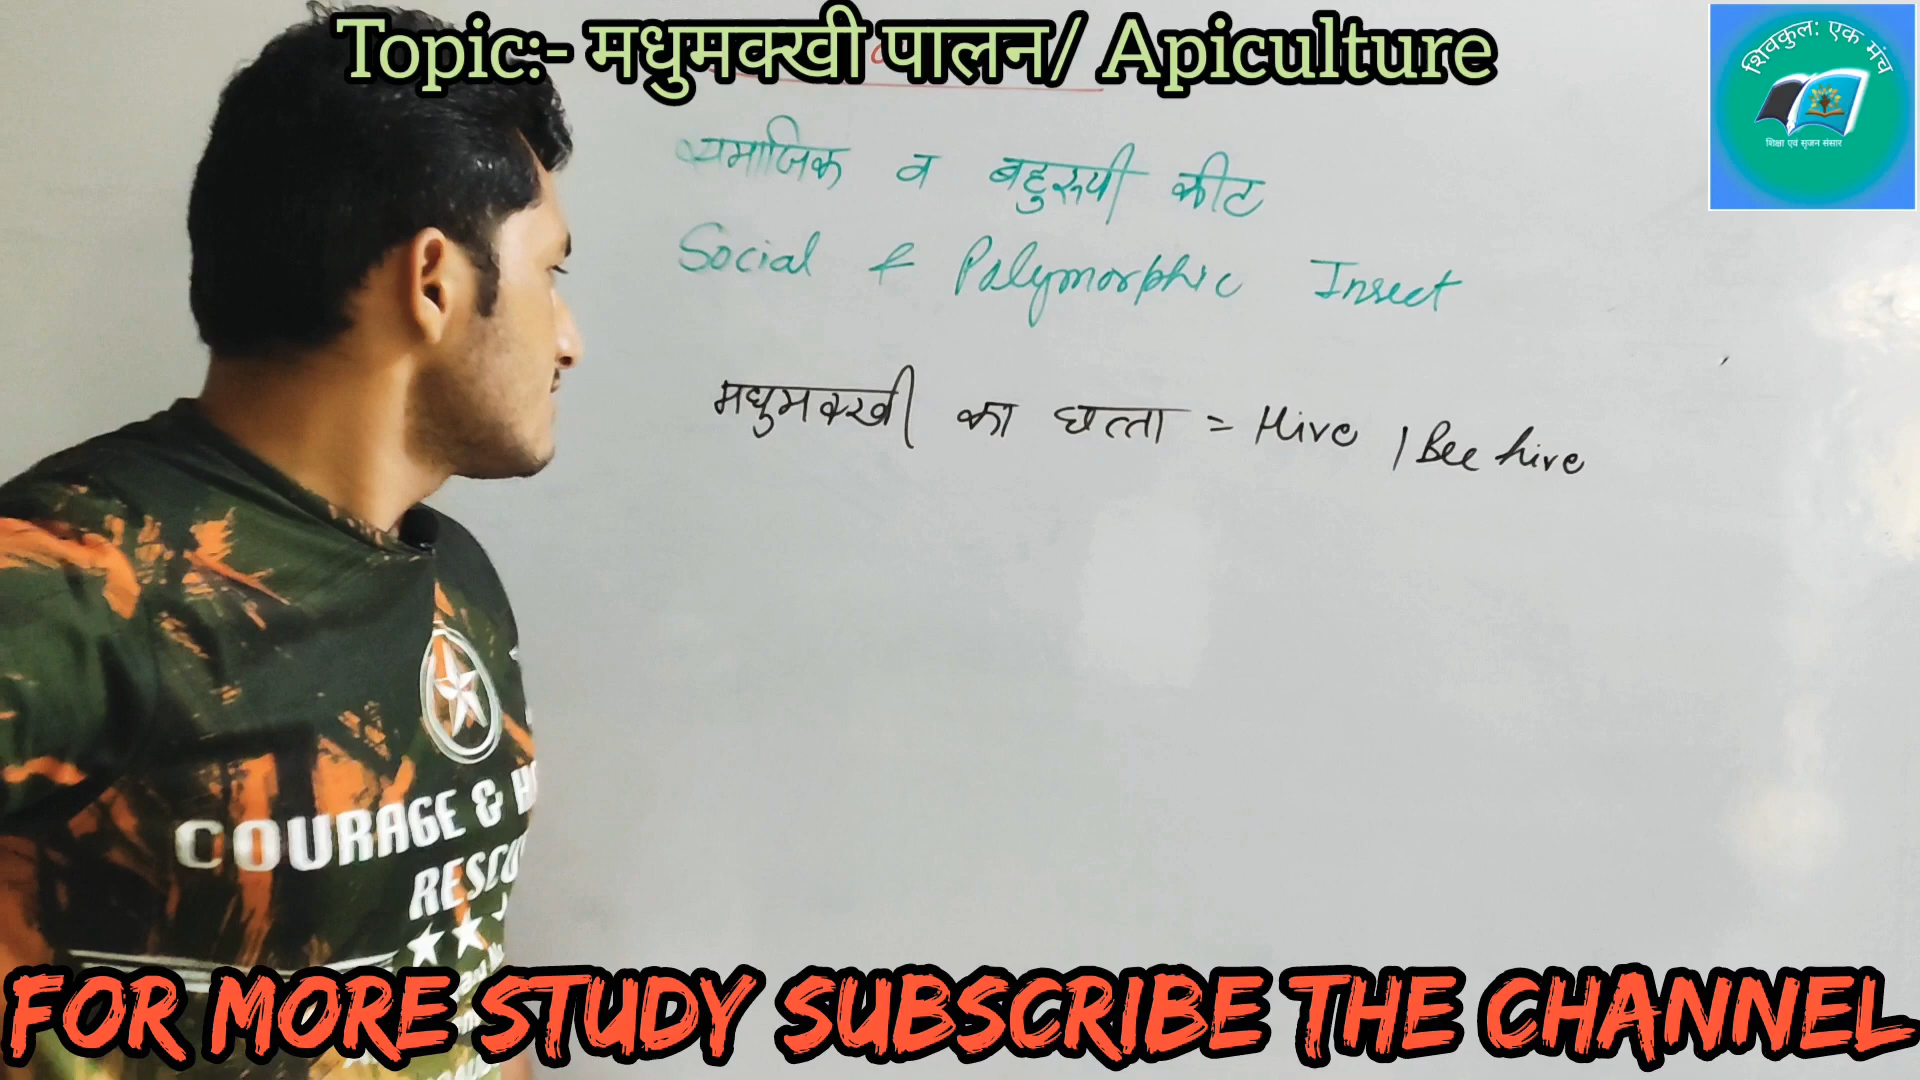 Topic:- मधुमक्खी पालन/ Apiculture
शिवकुल: एक मंच
शिक्षा एवं सृजन संसार
समाजिक व बहुरूपी कीट
Social & Polymorphic Insect
मधुमक्खी का छत्ता = Hive / Bee hive
COURAGE &
FOR MORE STUDY SUBSCRIBE THE CHANNEL